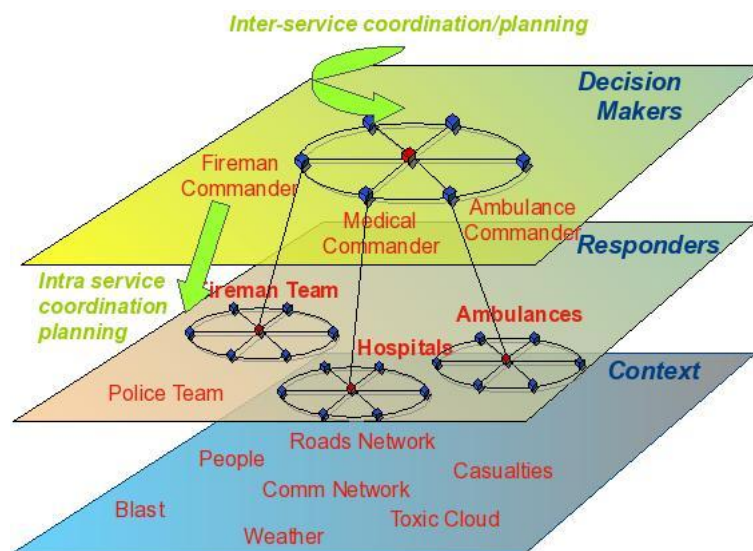 Inter-service coordination/planning
Decision
Makers
Fireman
Commander
Medical
Commander
Ambulance
Commander
Responders
Intra service
coordination
planning
Fireman Team
Ambulances
Hospitals
Police Team
Context
Roads Network
People
Casualties
Comm Network
Blast
Toxic Cloud
Weather